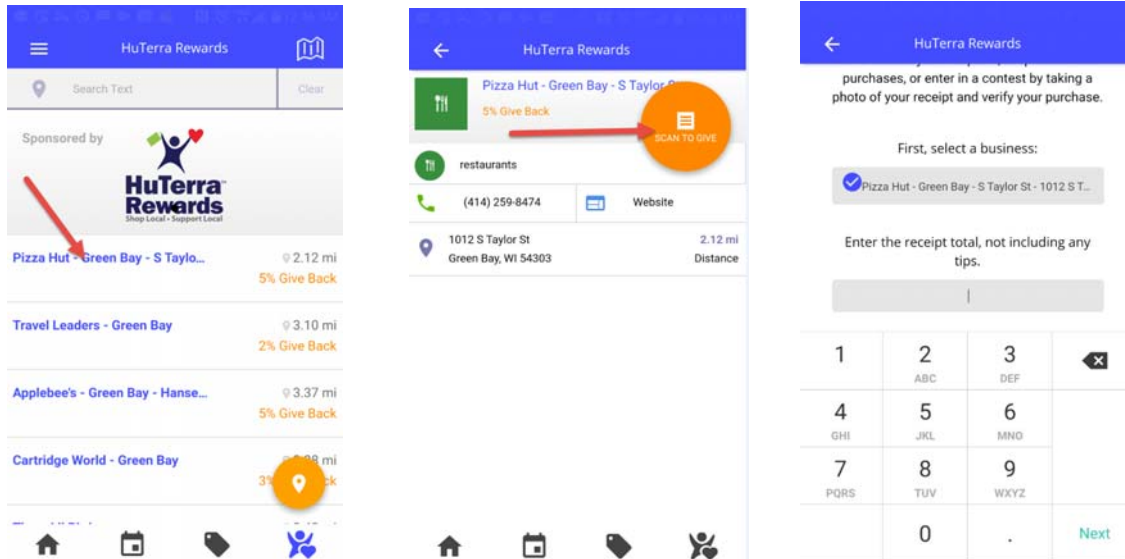 HuTerra Rewards
Search Text
Clear
Sponsored by
HuTerra
Rewards
Shop Local - Support Local
Pizza Hut - Green Bay - S Taylo...
2.12 mi
5% Give Back
Travel Leaders - Green Bay
3.10 mi
2% Give Back
Applebee's - Green Bay - Hanse...
3.37 mi
5% Give Back
Cartridge World - Green Bay
mi
3%
HuTerra Rewards
Pizza Hut - Green Bay - S Taylor
5% Give Back
SCAN TO GIVE
restaurants
(414) 259-8474
Website
1012 S Taylor St
Green Bay, WI 54303
2.12 mi
Distance
HuTerra Rewards
purchases, or enter in a contest by taking a
photo of your receipt and verify your purchase.
First, select a business:
Pizza Hut - Green Bay - S Taylor St - 1012 S T...
Enter the receipt total, not including any
tips.
1
2
ABC
3
DEF
4
GHI
5
JKL
6
MNO
7
PQRS
8
TUV
9
WXYZ
0
.
Next